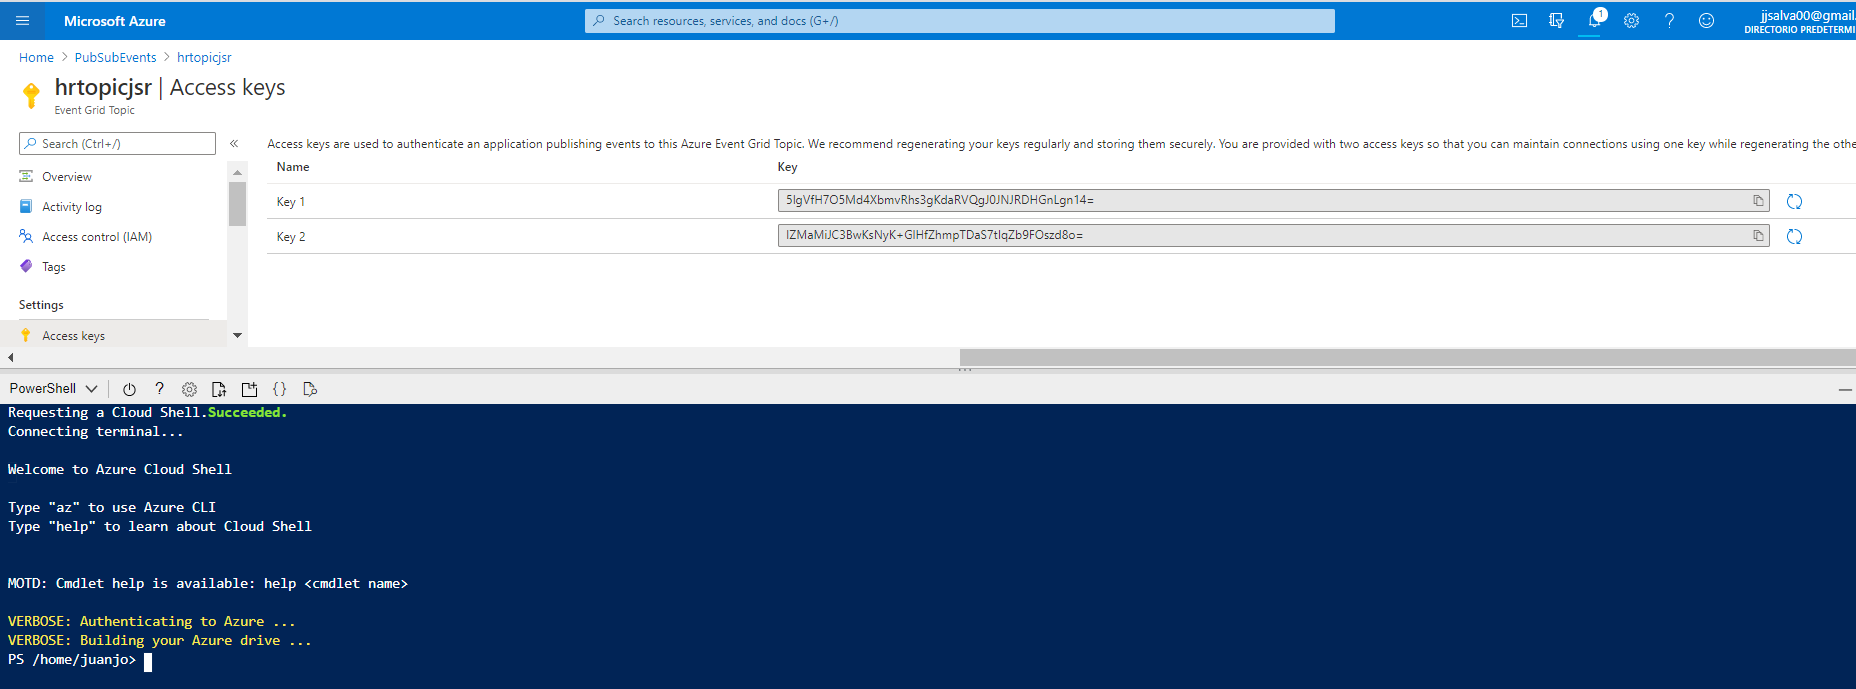 Microsoft Azure
Search resources, services, and docs (G+/)
1
jjsalva00@gmail.
DIRECTORIO PREDETERMI
Home > PubSubEvents > hrtopicjsr
hrtopicjsr | Access keys
Event Grid Topic
Search (Ctrl+/)
«
Overview
Activity log
Access control (IAM)
Tags
Settings
Access keys
Access keys are used to authenticate an application publishing events to this Azure Event Grid Topic. We recommend regenerating your keys regularly and storing them securely. You are provided with two access keys so that you can maintain connections using one key while regenerating the othe
Name Key
Key 1 5IgVfH7O5Md4XbmvRhs3gKdaRVQgJ0JNJRDHGnLgn14=
Key 2 IZMaMiJC3BwKsNyK+GlHfZhmpTDaS7tIqZb9FOszd8o=
PowerShell
Requesting a Cloud Shell.Succeeded.
Connecting terminal...
Welcome to Azure Cloud Shell
Type "az" to use Azure CLI
Type "help" to learn about Cloud Shell
MOTD: Cmdlet help is available: help <cmdlet name>
VERBOSE: Authenticating to Azure ...
VERBOSE: Building your Azure drive ...
PS /home/juanjo>